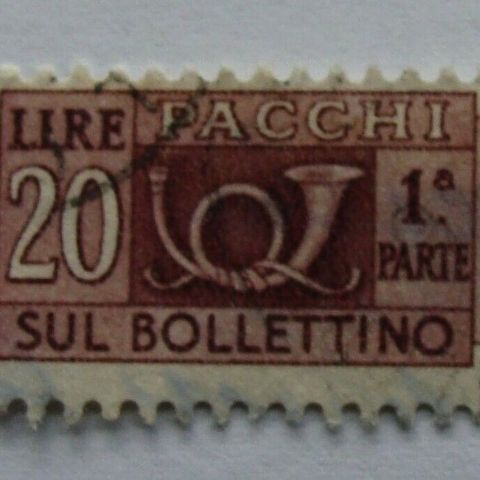 LIRE PACCHI
20 1ª
PARTE
SUL BOLLETTINO